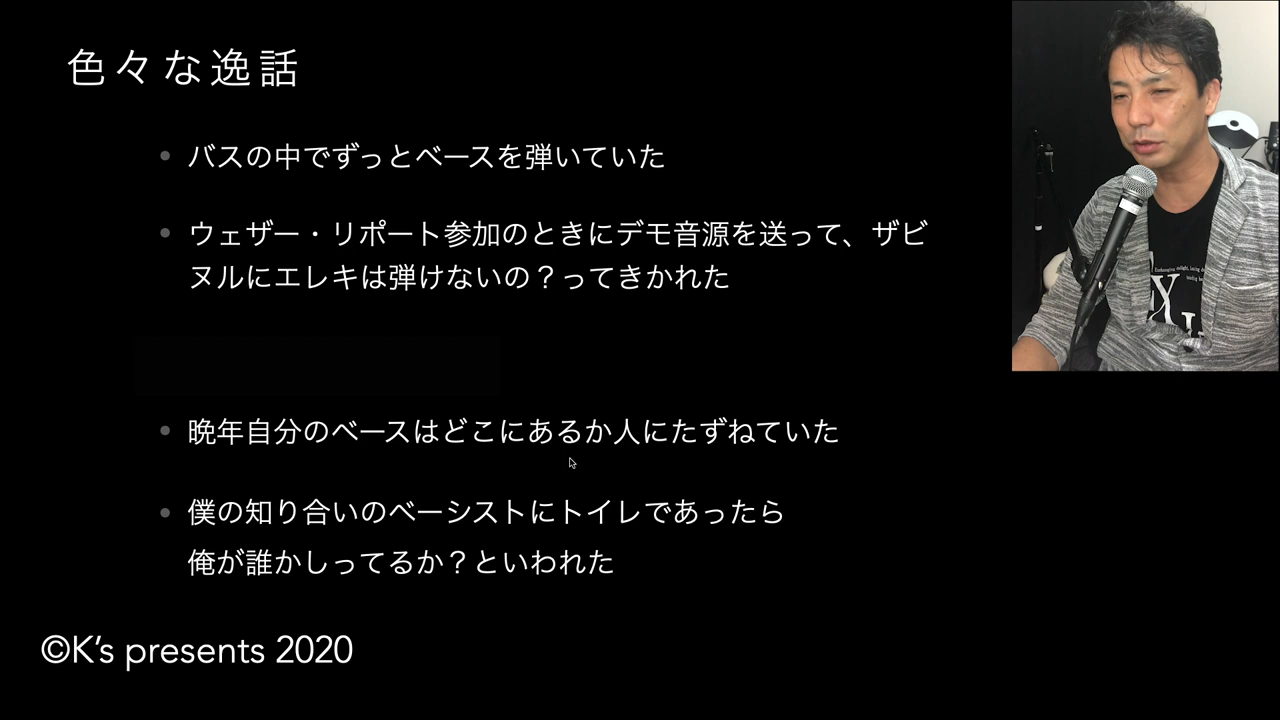 色々な逸話
バスの中でずっとベースを弾いていた
ウェザー・リポート参加のときにデモ音源を送って、ザビ
ヌルにエレキは弾けないの？ってきかれた
晩年自分のベースはどこにあるか人にたずねていた
僕の知り合いのベーシストにトイレであったら
俺が誰かしってるか？といわれた
©K's presents 2020